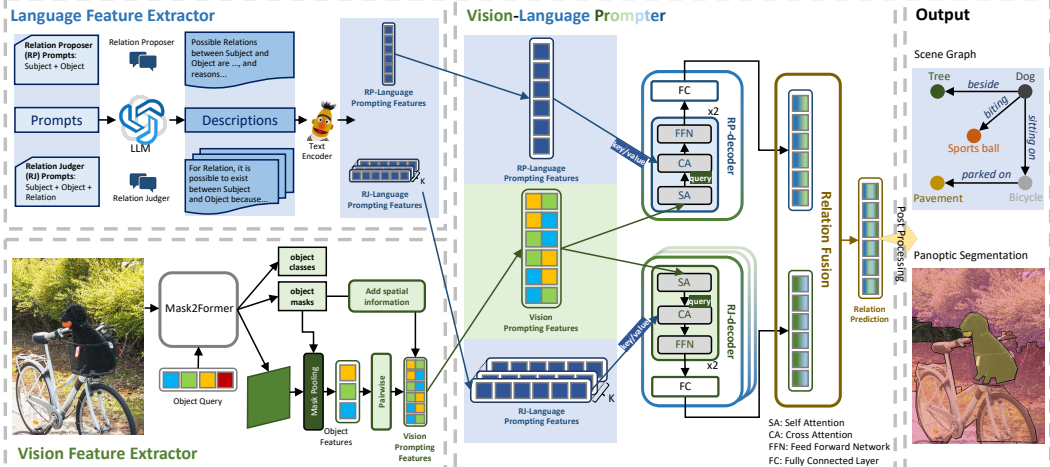 Language Feature Extractor
Relation Proposer
(RP) Prompts:
Subject + Object
Relation Proposer
Possible Relations
between Subject and
Object are …, and
reasons…
Prompts
LLM
Descriptions
Text
Encoder
Relation Judger
(RJ) Prompts:
Subject + Object +
Relation
Relation Judger
For Relation, it is
possible to exist
between Subject
and Object because…
RP-Language
Prompting Features
K
RJ-Language
Prompting Features
Mask2Former
object
classes
object
masks
Add spatial
information
Object Query
Mask Pooling
Object
Features
Pairwise
Vision
Prompting
Features
Vision Feature Extractor
Vision-Language Prompter
RP-Language
Prompting Features
Vision
Prompting Features
K
RJ-Language
Prompting Features
key/value
key/value
FC
x2
FFN
CA
query
SA
RP-decoder
SA
query
CA
FFN
x2
FC
RJ-decoder
Relation Fusion
Relation
Prediction
Post Processing
SA: Self Attention
CA: Cross Attention
FFN: Feed Forward Network
FC: Fully Connected Layer
Output
Scene Graph
Tree
Dog
beside
biting
sitting on
Sports ball
parked on
Pavement
Bicycle
Panoptic Segmentation